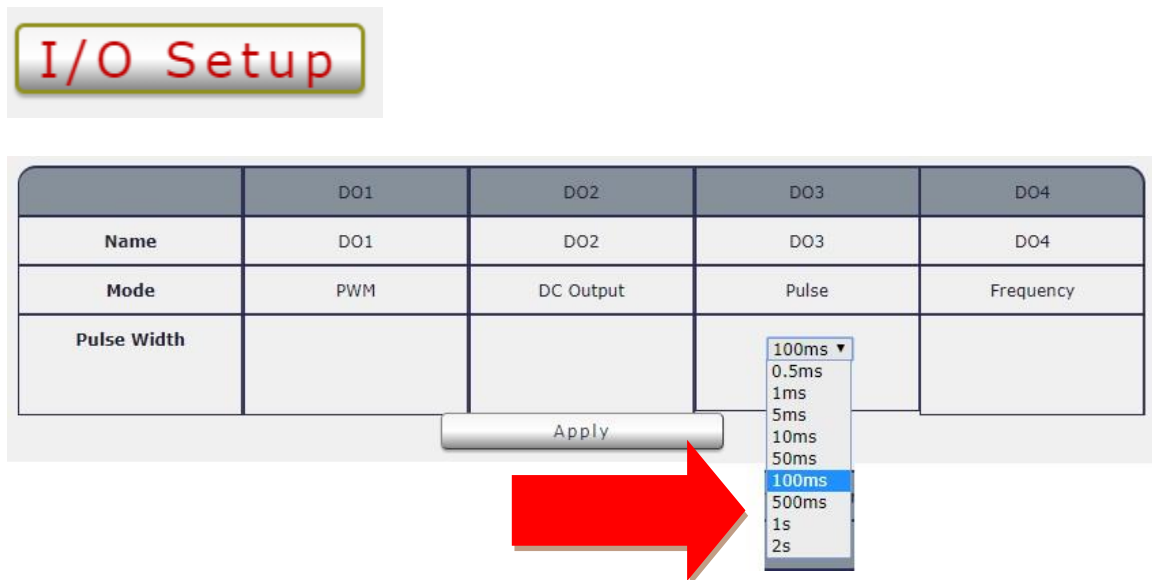 I/O Setup
DO1 DO2 DO3 DO4
Name DO1 DO2 DO3 DO4
Mode PWM DC Output Pulse Frequency
Pulse Width 100ms ▼
0.5ms
1ms
5ms
Apply
10ms
50ms
100ms
500ms
1s
2s